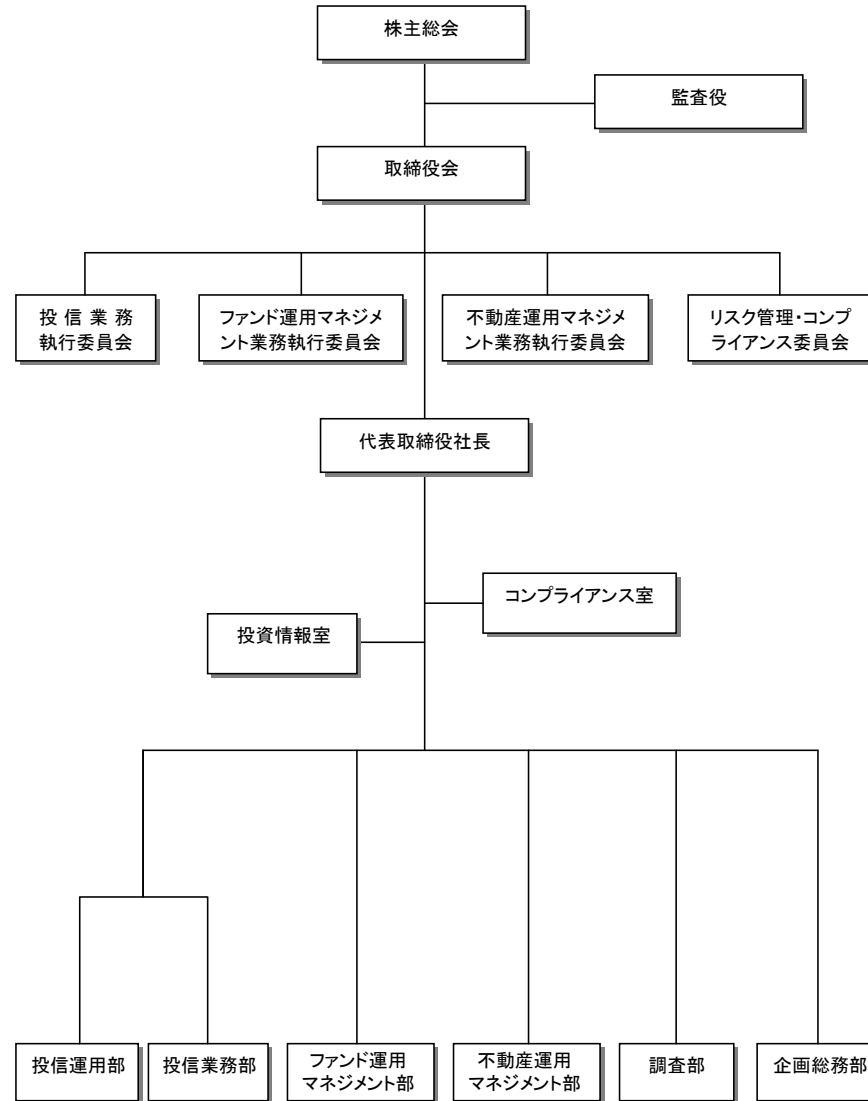 株主総会
監査役
取締役会
投 信 業 務
執行委員会
ファンド運用マネジメ
ント業務執行委員会
不動産運用マネジメ
ント業務執行委員会
リスク管理・コンプ
ライアンス委員会
代表取締役社長
コンプライアンス室
投資情報室
投信運用部
投信業務部
ファンド運用
マネジメント部
不動産運用
マネジメント部
調査部
企画総務部